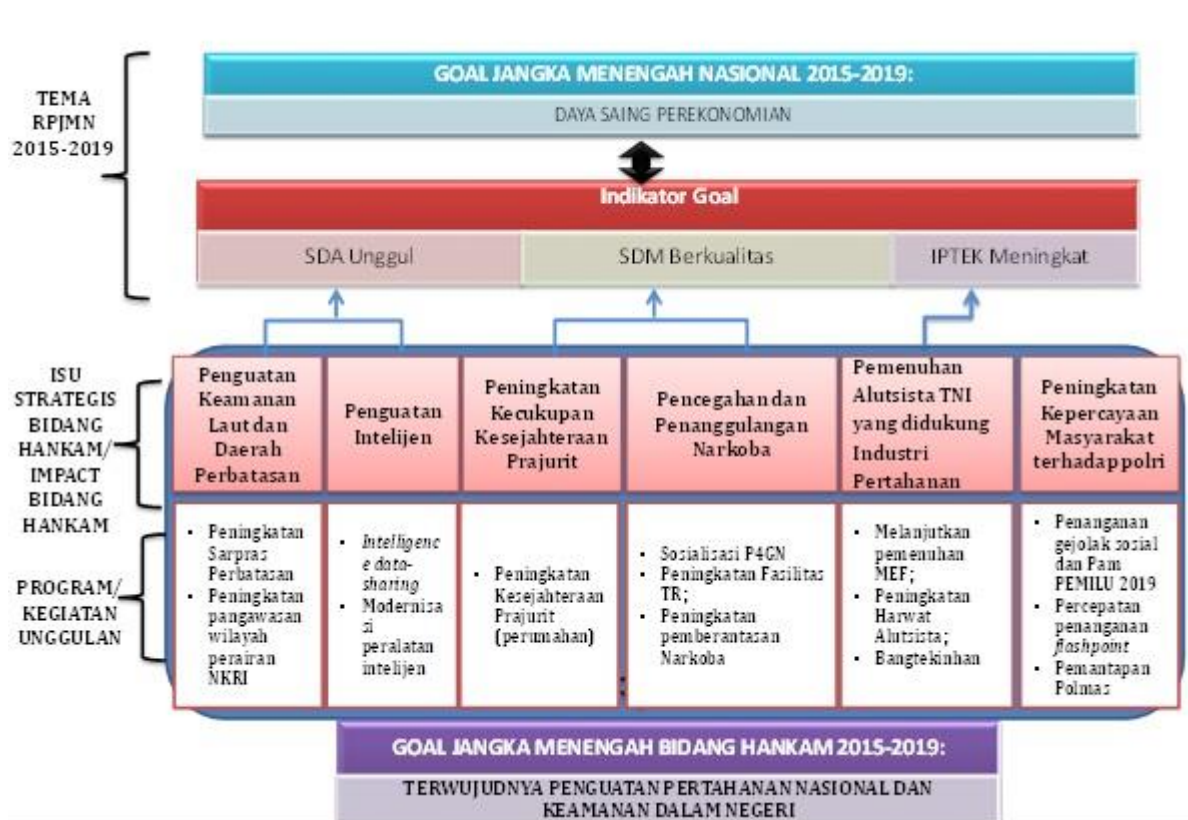 GOAL JANGKA MENENGAH NASIONAL 2015-2019:
DAYA SAING PEREKONOMIAN
TEMA
RPJMN
2015-2019
Indikator Goal
SDA Unggul
SDM Berkualitas
IPTEK Meningkat
ISU
STRATEGIS
BIDANG
HANKAM/
IMPACT
BIDANG
HANKAM
Penguatan
Keamanan
Laut dan
Daerah
Perbatasan
Penguatan
Intelijen
Peningkatan
Kecukupan
Kesejahteraan
Prajurit
Pencegahan dan
Penanggulangan
Narkoba
Pemenuhan
Alutsista TNI
yang didukung
Industri
Pertahanan
Peningkatan
Kepercayaan
Masyarakat
terhadap polri
PROGRAM/
KEGIATAN
UNGGULAN
• Peningkatan
Sarpras
Perbatasan
• Peningkatan
pangawasan
wilayah
perairan
NKRI
• Intelligenc
e data-
sharing
• Modernisa
si
peralatan
intelijen
• Peningkatan
Kesejahteraan
Prajurit
(perumahan)
• Sosialisasi P4GN
• Peningkatan Fasilitas
TR;
• Peningkatan
pemberantasan
Narkoba
• Melanjutkan
pemenuhan
MEF;
• Peningkatan
Harwat
Alutsista;
• Bangtekinhan
• Penanganan
gejolak sosial
dan Pam
PEMILU 2019
• Percepatan
penanganan
flashpoint
• Pemantapan
Polmas
GOAL JANGKA MENENGAH BIDANG HANKAM 2015-2019:
TERWUJUDNYA PENGUATAN PERTAHANAN NASIONAL DAN
KEAMANAN DALAM NEGERI